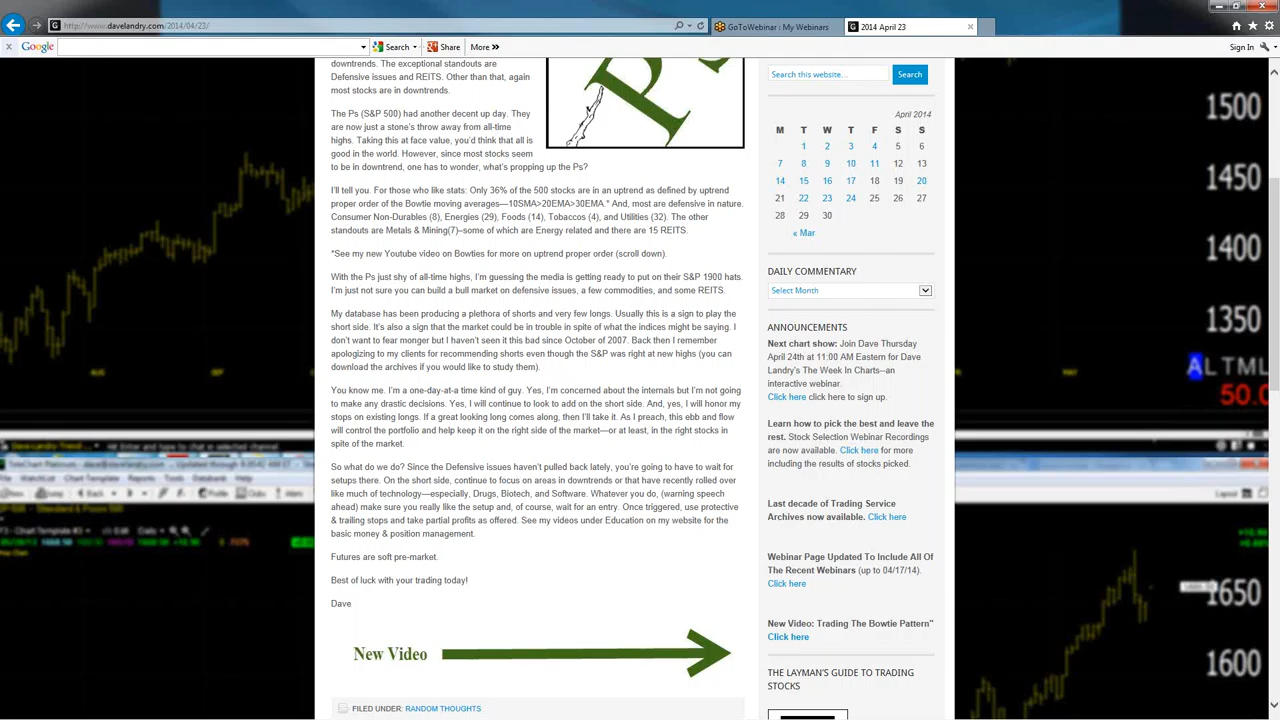 http://www.davelandry.com/2014/04/23/
GoToWebinar : My Webinars
2014 April 23
Google
Search
Share
More »
Sign In
downtrends. The exceptional standouts are
Defensive issues and REITS. Other than that, again
most stocks are in downtrends.
The Ps (S&P 500) had another decent up day. They
are now just a stone's throw away from all-time
highs. Taking this at face value, you'd think that all is
good in the world. However, since most stocks seem
to be in downtrend, one has to wonder, what's propping up the Ps?
I'll tell you. For those who like stats: Only 36% of the 500 stocks are in an uptrend as defined by uptrend
proper order of the Bowtie moving averages—10SMA>20EMA>30EMA.* And, most are defensive in nature.
Consumer Non-Durables (8), Energies (29), Foods (14), Tobaccos (4), and Utilities (32). The other
standouts are Metals & Mining(7)–some of which are Energy related and there are 15 REITS.
*See my new Youtube video on Bowties for more on uptrend proper order (scroll down).
With the Ps just shy of all-time highs, I'm guessing the media is getting ready to put on their S&P 1900 hats.
I'm just not sure you can build a bull market on defensive issues, a few commodities, and some REITS.
My database has been producing a plethora of shorts and very few longs. Usually this is a sign to play the
short side. It's also a sign that the market could be in trouble in spite of what the indices might be saying. I
don't want to fear monger but I haven't seen it this bad since October of 2007. Back then I remember
apologizing to my clients for recommending shorts even though the S&P was right at new highs (you can
download the archives if you would like to study them).
You know me. I'm a one-day-at-a time kind of guy. Yes, I'm concerned about the internals but I'm not going
to make any drastic decisions. Yes, I will continue to look to add on the short side. And, yes, I will honor my
stops on existing longs. If a great looking long comes along, then I'll take it. As I preach, this ebb and flow
will control the portfolio and help keep it on the right side of the market—or at least, in the right stocks in
spite of the market.
So what do we do? Since the Defensive issues haven't pulled back lately, you're going to have to wait for
setups there. On the short side, continue to focus on areas in downtrends or that have recently rolled over
like much of technology—especially, Drugs, Biotech, and Software. Whatever you do, (warning speech
ahead) make sure you really like the setup and, of course, wait for an entry. Once triggered, use protective
& trailing stops and take partial profits as offered. See my videos under Education on my website for the
basic money & position management.
Futures are soft pre-market.
Best of luck with your trading today!
Dave
New Video
FILED UNDER: RANDOM THOUGHTS
Search this website…
Search
April 2014
M T W T F S S
1 2 3 4 5 6
7 8 9 10 11 12 13
14 15 16 17 18 19 20
21 22 23 24 25 26 27
28 29 30
« Mar
DAILY COMMENTARY
Select Month
ANNOUNCEMENTS
Next chart show: Join Dave Thursday
April 24th at 11:00 AM Eastern for Dave
Landry's The Week In Charts–an
interactive webinar.
Click here click here to sign up.
Learn how to pick the best and leave the
rest. Stock Selection Webinar Recordings
are now available. Click here for more
including the results of stocks picked.
Last decade of Trading Service
Archives now available. Click here
Webinar Page Updated To Include All Of
The Recent Webinars (up to 04/17/14).
Click here
New Video: Trading The Bowtie Pattern"
Click here
THE LAYMAN'S GUIDE TO TRADING
STOCKS
1500
1450
1400
1350
1300
ALTML
50.0
1650
1600